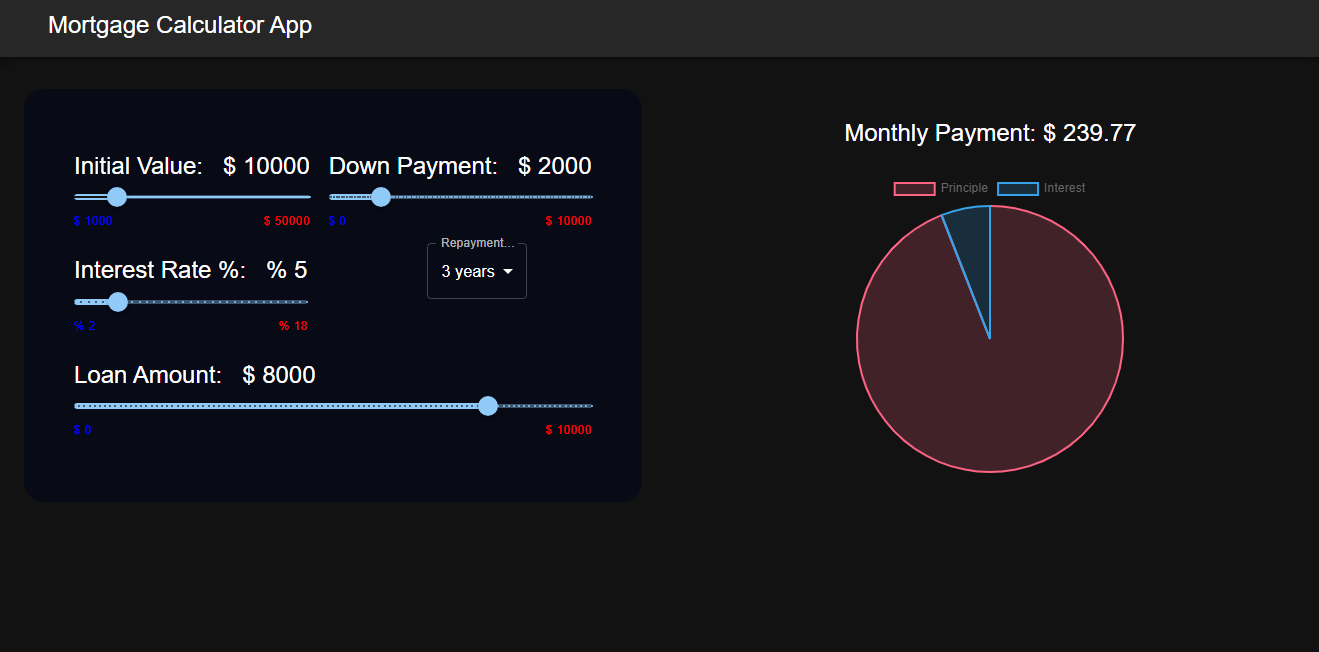 Mortgage Calculator App
Initial Value: $ 10000
$ 1000 $ 50000
Down Payment: $ 2000
$ 0 $ 10000
Interest Rate %: % 5
% 2 % 18
Repayment...
3 years
Loan Amount: $ 8000
$ 0 $ 10000
Monthly Payment: $ 239.77
Principle Interest